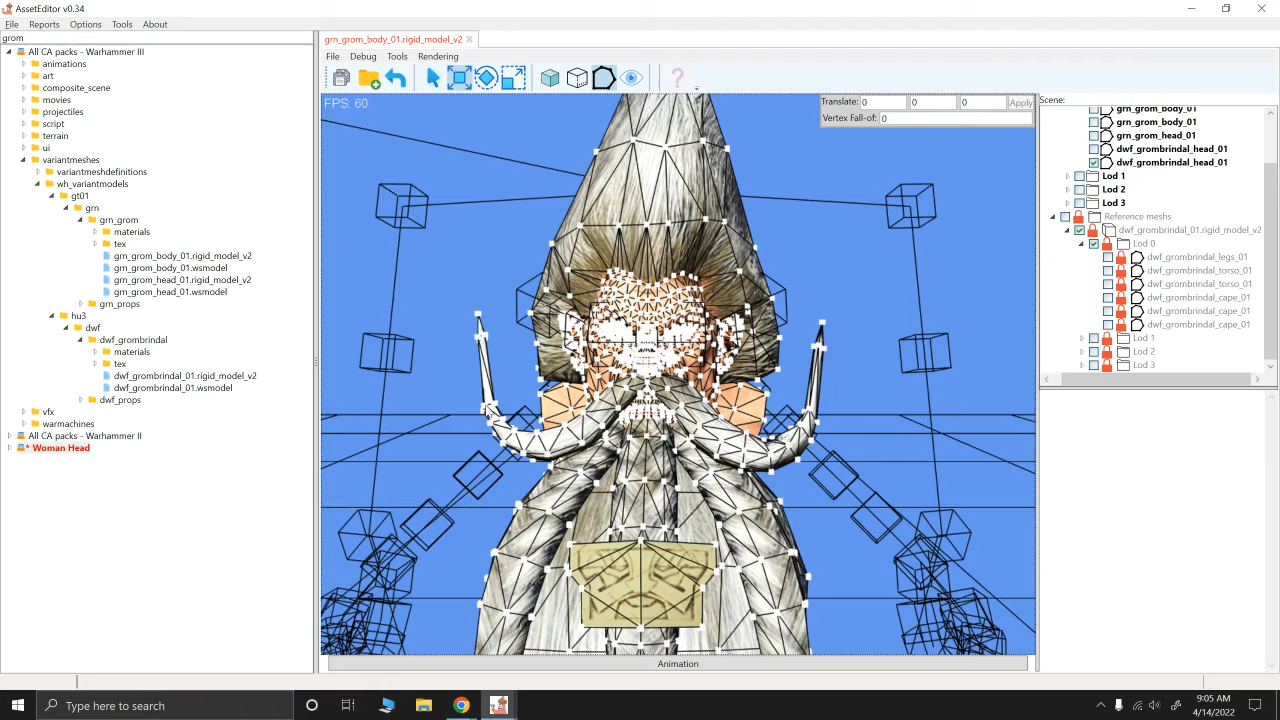 AssetEditor v0.34
File Reports Options Tools About
grom
All CA packs - Warhammer III
animations
art
composite_scene
movies
projectiles
script
terrain
ui
variantmeshes
variantmeshdefinitions
wh_variantmodels
gt01
grn
grn_grom
materials
tex
grn_grom_body_01.rigid_model_v2
grn_grom_body_01.wsmodel
grn_grom_head_01.rigid_model_v2
grn_grom_head_01.wsmodel
grn_props
hu3
dwf
dwf_grombrindal
materials
tex
dwf_grombrindal_01.rigid_model_v2
dwf_grombrindal_01.wsmodel
dwf_props
vfx
warmachines
All CA packs - Warhammer II
* Woman Head
grn_grom_body_01.rigid_model_v2
File Debug Tools Rendering
FPS: 60
Translate: 0 0 0 Apply
Vertex Fall-of: 0
Animation
Scene:
grn_grom_body_01
grn_grom_body_01
grn_grom_head_01
dwf_grombrindal_head_01
dwf_grombrindal_head_01
Lod 1
Lod 2
Lod 3
Reference meshs
dwf_grombrindal_01.rigid_model_v2
Lod 0
dwf_grombrindal_legs_01
dwf_grombrindal_torso_01
dwf_grombrindal_torso_01
dwf_grombrindal_cape_01
dwf_grombrindal_cape_01
dwf_grombrindal_cape_01
Lod 1
Lod 2
Lod 3
Type here to search
9:05 AM
4/14/2022